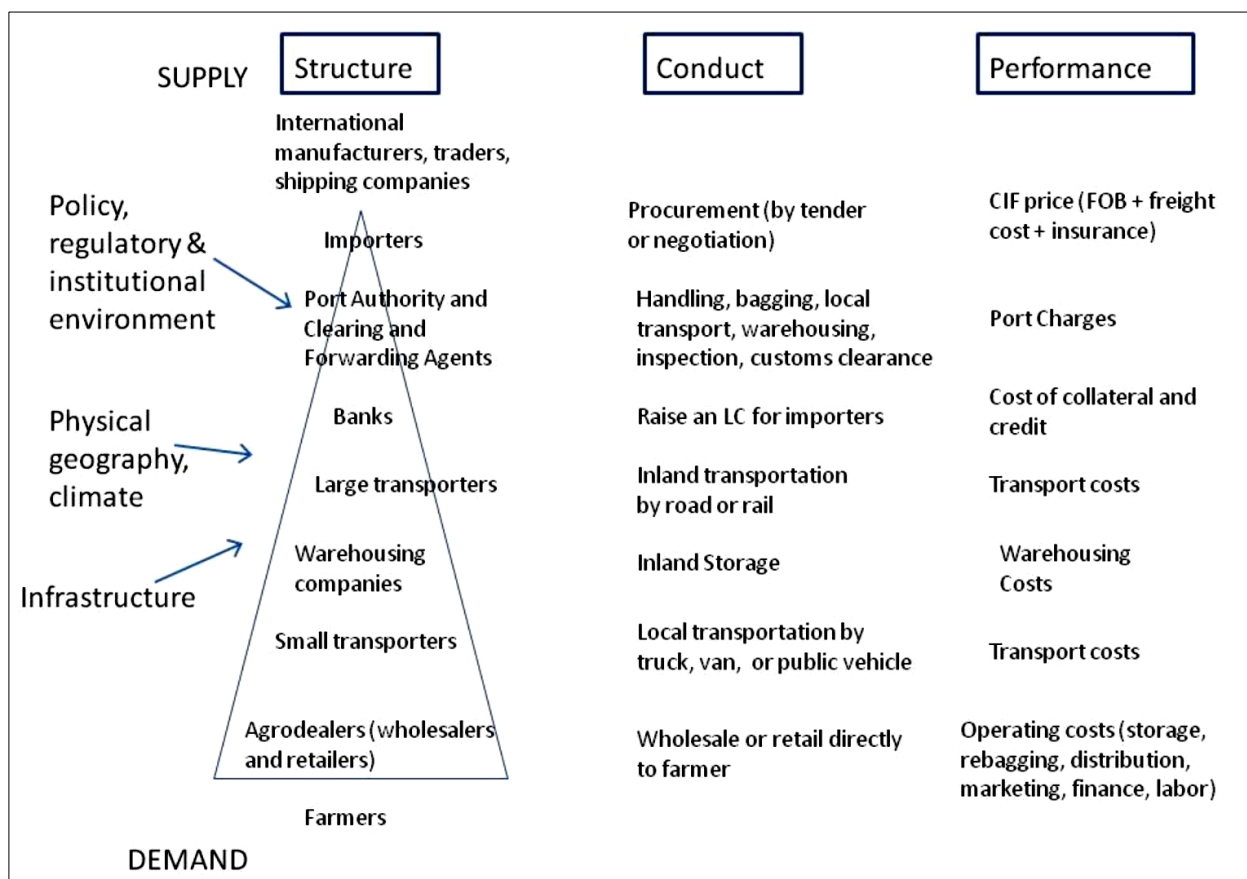 SUPPLY
Structure
Conduct
Performance
International
manufacturers, traders,
shipping companies
Policy,
regulatory &
institutional
environment
Importers
Procurement (by tender
or negotiation)
CIF price (FOB + freight
cost + insurance)
Port Authority and
Clearing and
Forwarding Agents
Handling, bagging, local
transport, warehousing,
inspection, customs clearance
Port Charges
Physical
geography,
climate
Banks
Raise an LC for importers
Cost of collateral and
credit
Large transporters
Inland transportation
by road or rail
Transport costs
Infrastructure
Warehousing
companies
Inland Storage
Warehousing
Costs
Small transporters
Local transportation by
truck, van, or public vehicle
Transport costs
Agrodealers (wholesalers
and retailers)
Wholesale or retail directly
to farmer
Operating costs (storage,
rebagging, distribution,
marketing, finance, labor)
Farmers
DEMAND